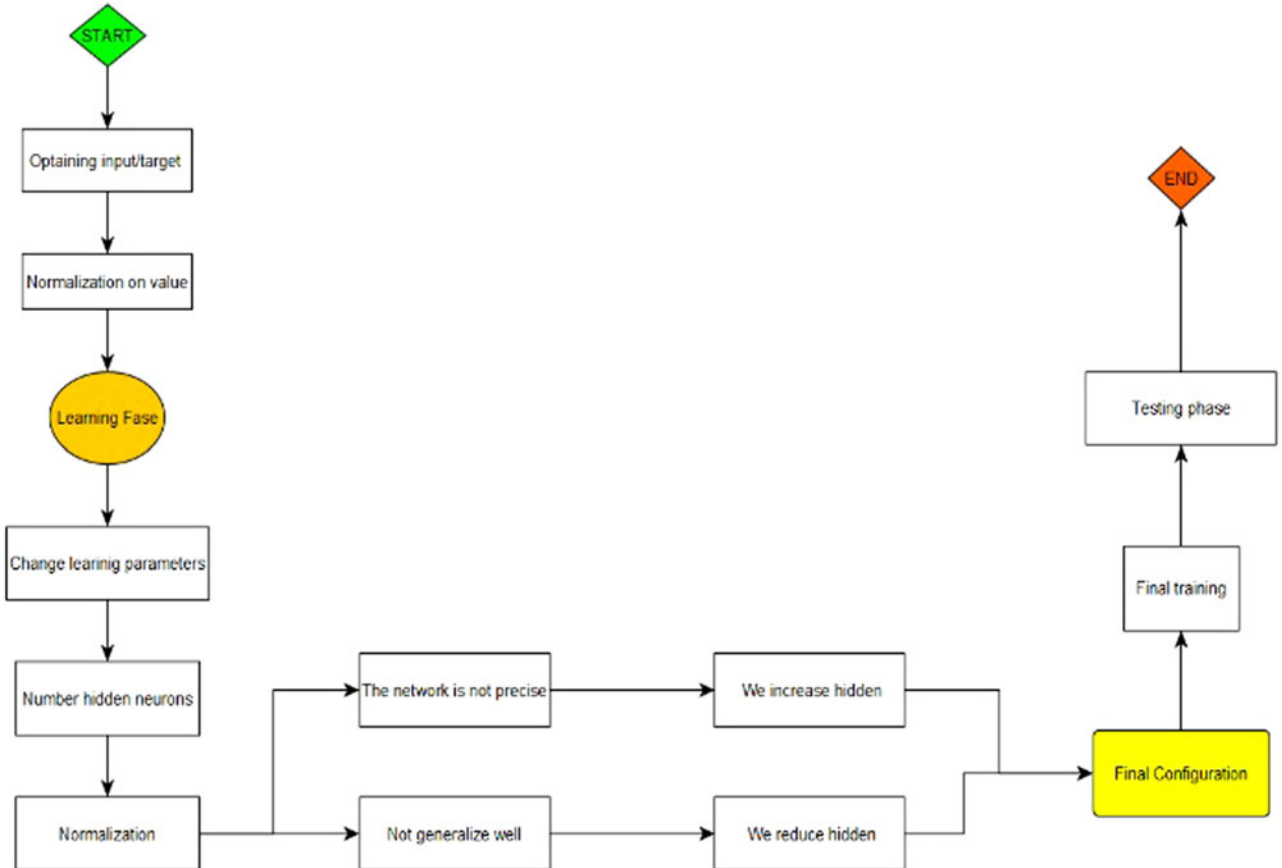 START
Optaining input/target
Normalization on value
Learning Fase
Change learinig parameters
Number hidden neurons
Normalization
The network is not precise
We increase hidden
Not generalize well
We reduce hidden
Final Configuration
Final training
Testing phase
END